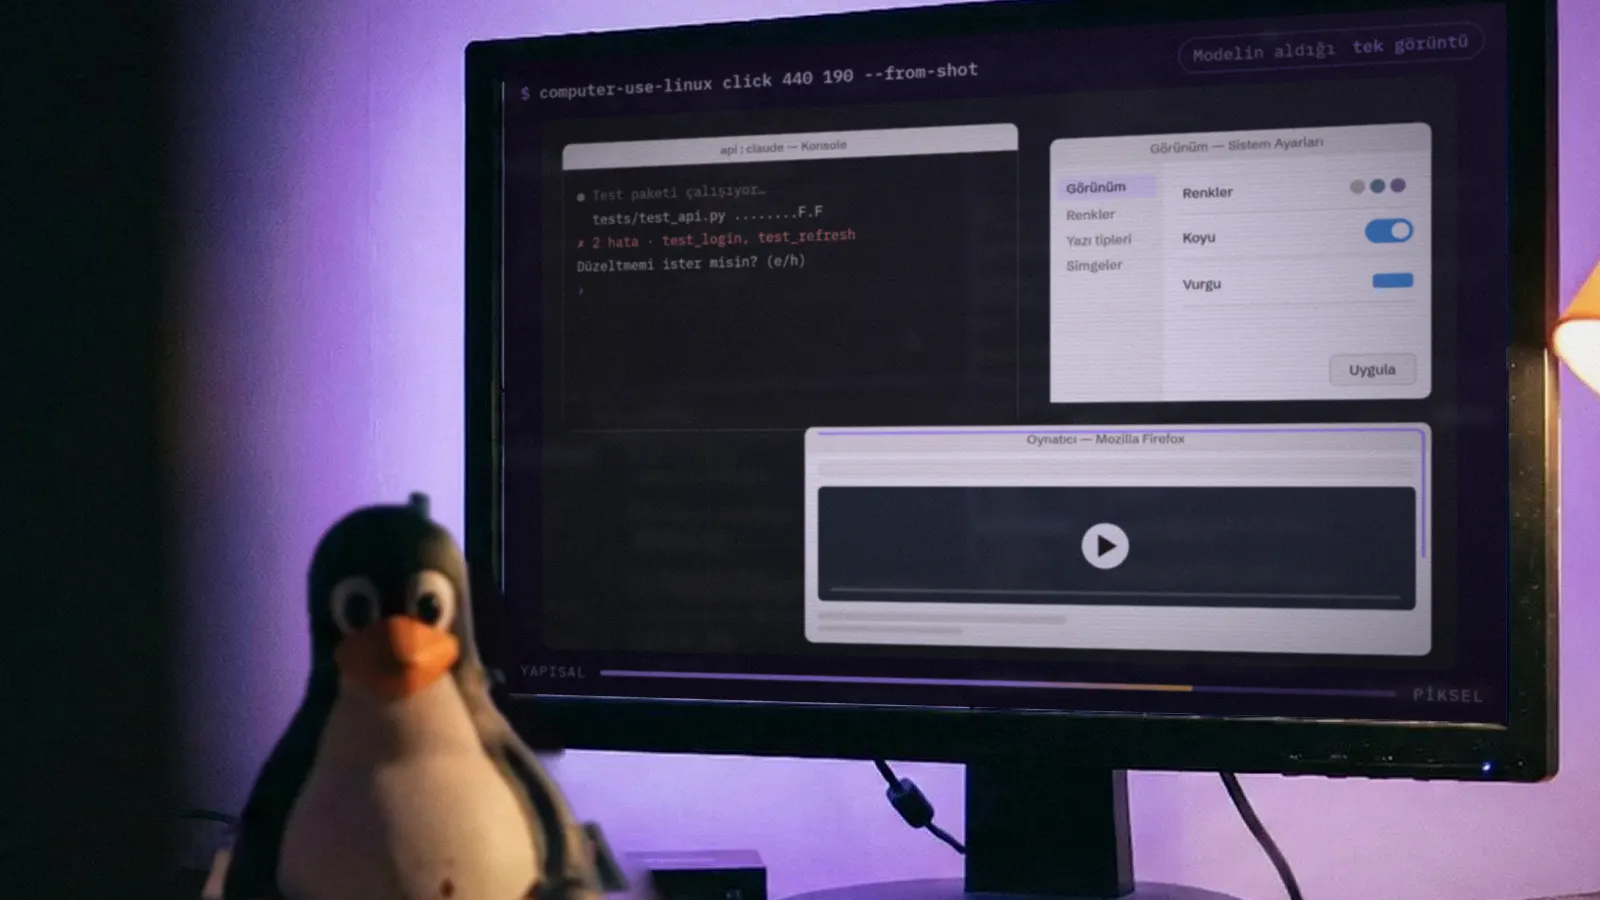 $ computer-use-linux click 440 190 --from-shot
Modelin aldığı tek görüntü
api : claude — Konsole
● Test paketi çalışıyor…
tests/test_api.py ........F.F
✗ 2 hata · test_login, test_refresh
Düzeltmemi ister misin? (e/h)
›
Görünüm — Sistem Ayarları
Görünüm
Renkler
Yazı tipleri
Simgeler
Renkler
Koyu
Vurgu
Uygula
Oynatıcı — Mozilla Firefox
YAPISAL
PİKSEL